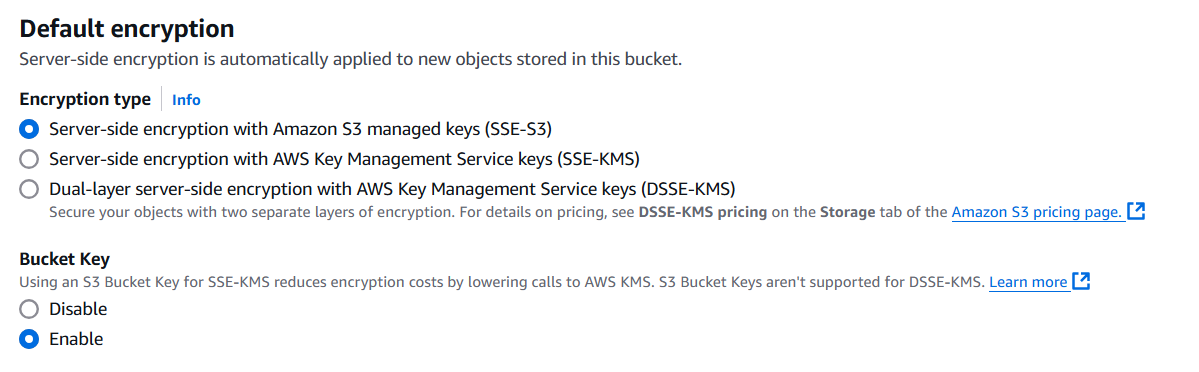 Default encryption
Server-side encryption is automatically applied to new objects stored in this bucket.
Encryption type Info
Server-side encryption with Amazon S3 managed keys (SSE-S3)
Server-side encryption with AWS Key Management Service keys (SSE-KMS)
Dual-layer server-side encryption with AWS Key Management Service keys (DSSE-KMS)
Secure your objects with two separate layers of encryption. For details on pricing, see DSSE-KMS pricing on the Storage tab of the Amazon S3 pricing page.
Bucket Key
Using an S3 Bucket Key for SSE-KMS reduces encryption costs by lowering calls to AWS KMS. S3 Bucket Keys aren't supported for DSSE-KMS. Learn more
Disable
Enable